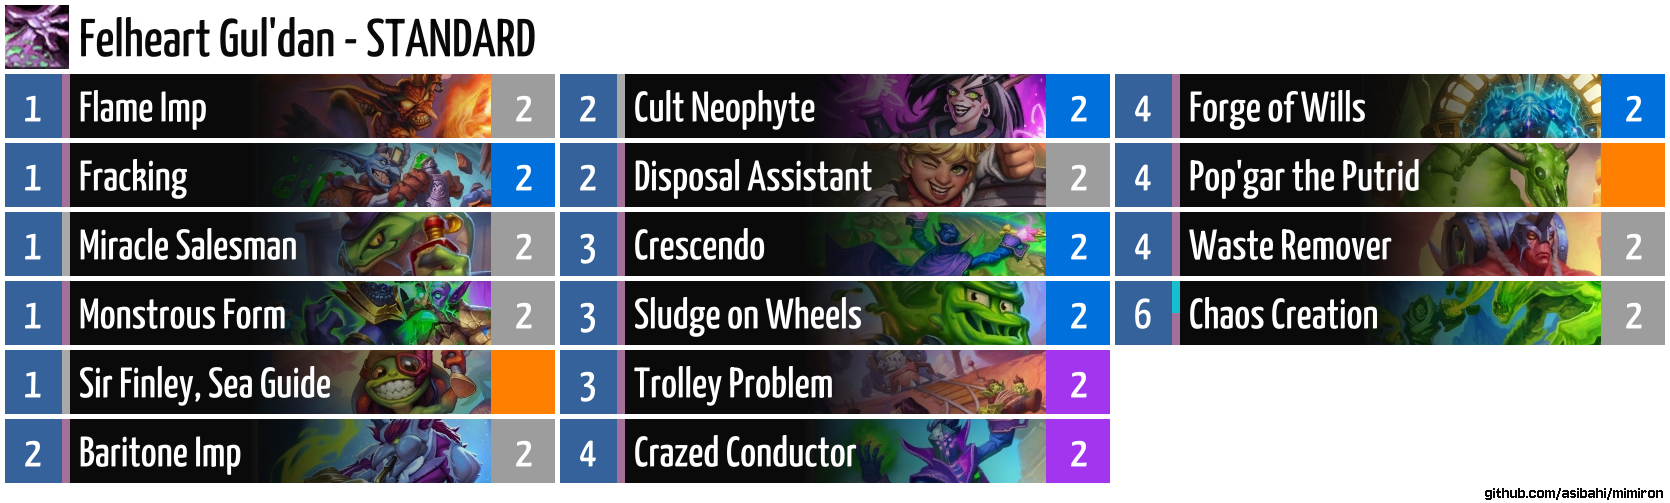 Felheart Gul'dan - STANDARD
1 Flame Imp 2
1 Fracking 2
1 Miracle Salesman 2
1 Monstrous Form 2
1 Sir Finley, Sea Guide
2 Baritone Imp 2
2 Cult Neophyte 2
2 Disposal Assistant 2
3 Crescendo 2
3 Sludge on Wheels 2
3 Trolley Problem 2
4 Crazed Conductor 2
4 Forge of Wills 2
4 Pop'gar the Putrid
4 Waste Remover 2
6 Chaos Creation 2
github.com/asibahi/mimiron